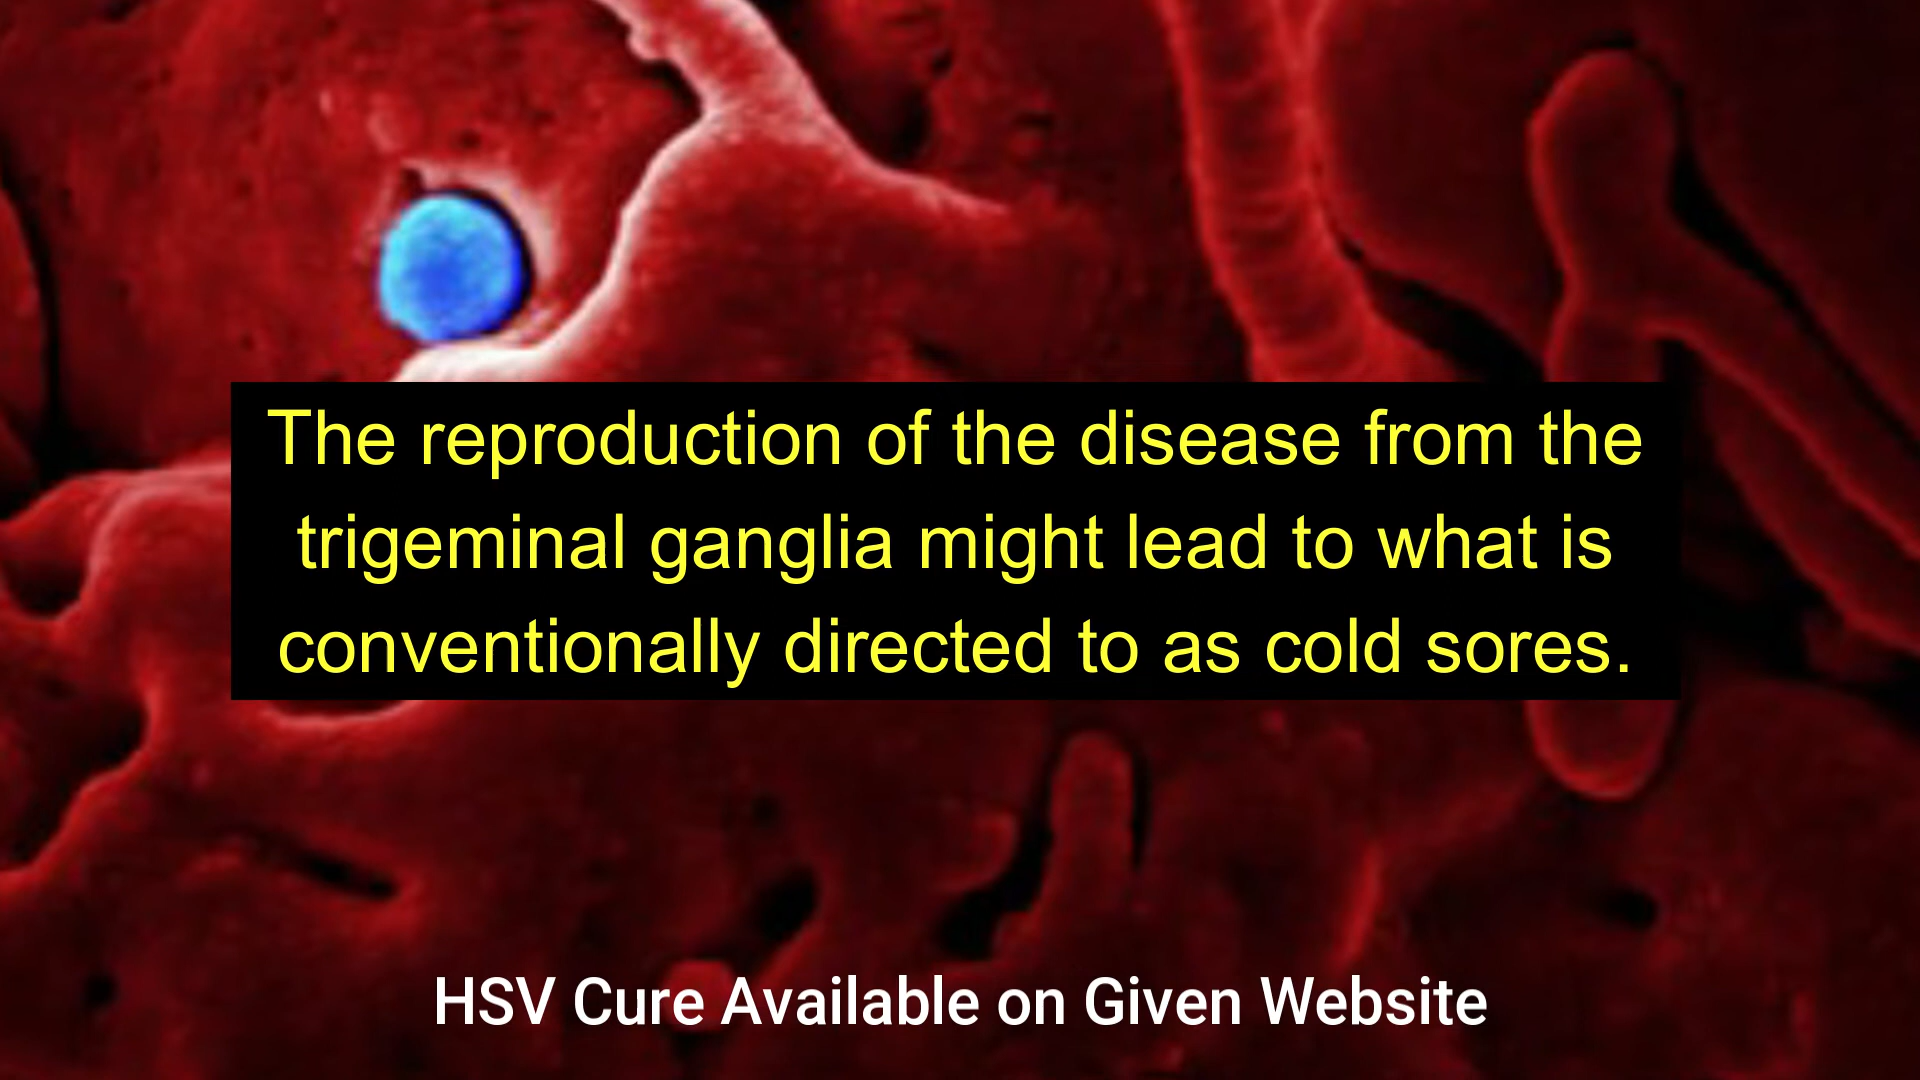 The reproduction of the disease from the
trigeminal ganglia might lead to what is
conventionally directed to as cold sores.
HSV Cure Available on Given Website